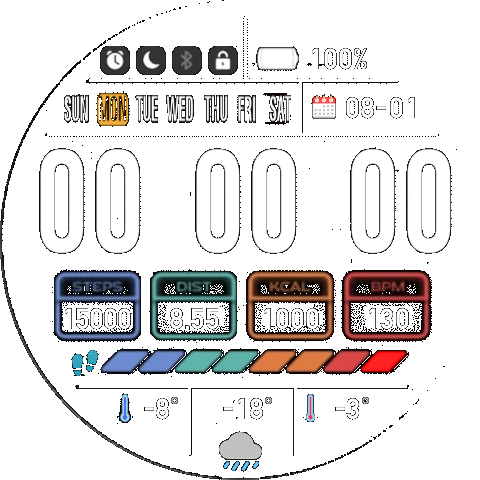 100%
SUN MON TUE WED THU FRI SAT 08-01
00 00 00
STEPS DIST KCAL BPM
15000 8.55 1000 130
-8° -18° -3°